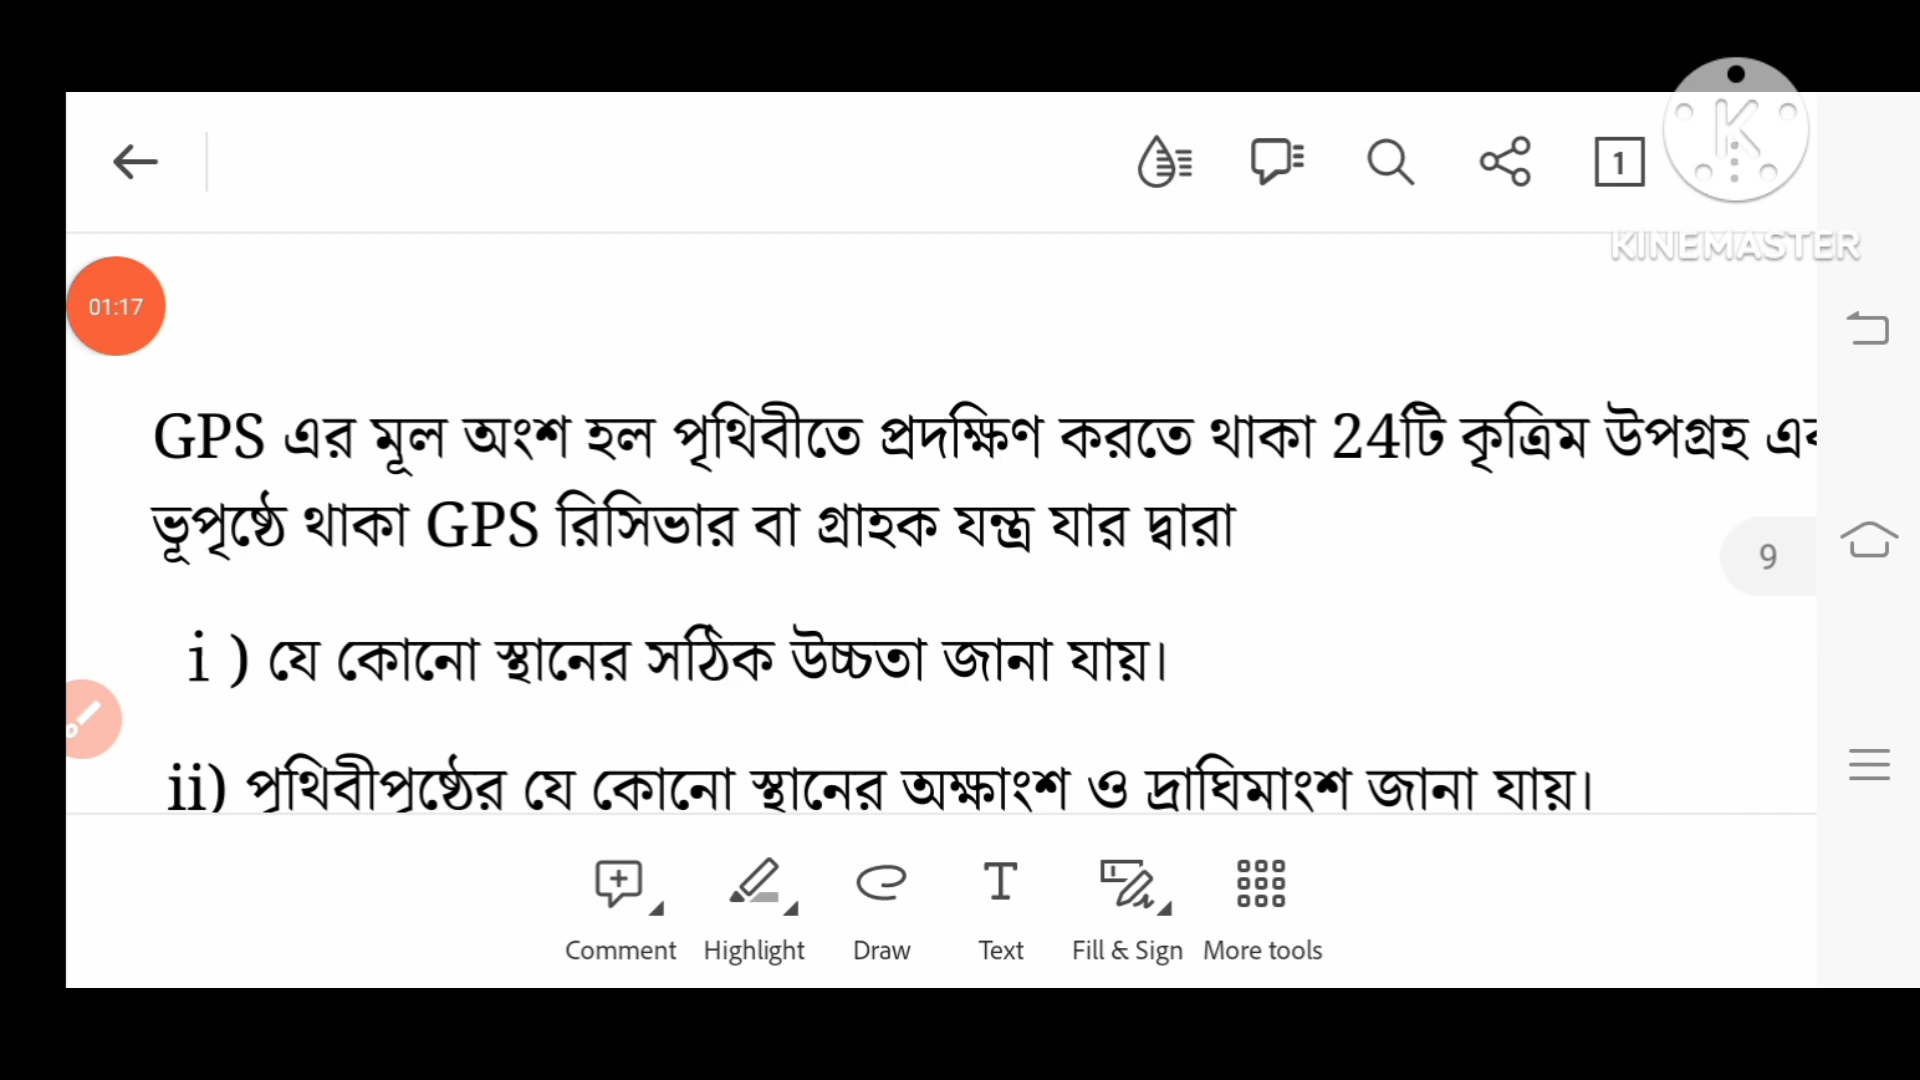 1
KINEMASTER
01:17
GPS এর মূল অংশ হল পৃথিবীতে প্রদক্ষিণ করতে থাকা 24টি কৃত্রিম উপগ্রহ
ভূপৃষ্ঠে থাকা GPS রিসিভার বা গ্রাহক যন্ত্র যার দ্বারা
9
i ) যে কোনো স্থানের সঠিক উচ্চতা জানা যায়।
ii) পৃথিবীপৃষ্ঠের যে কোনো স্থানের অক্ষাংশ ও দ্রাঘিমাংশ জানা যায়।
Comment Highlight Draw Text Fill & Sign More tools